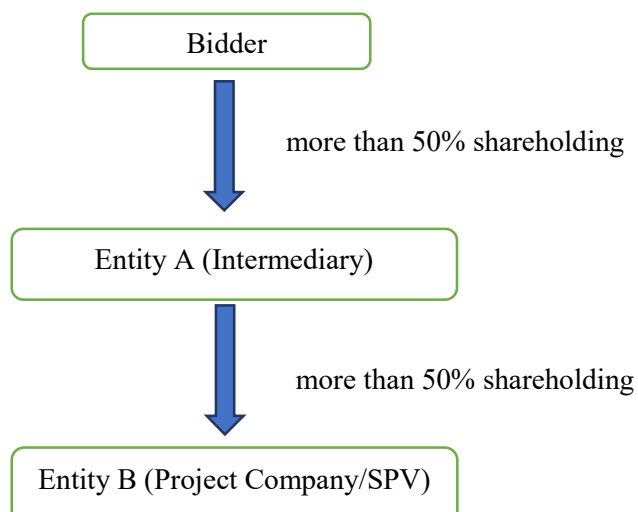 Bidder
more than 50% shareholding
Entity A (Intermediary)
more than 50% shareholding
Entity B (Project Company/SPV)